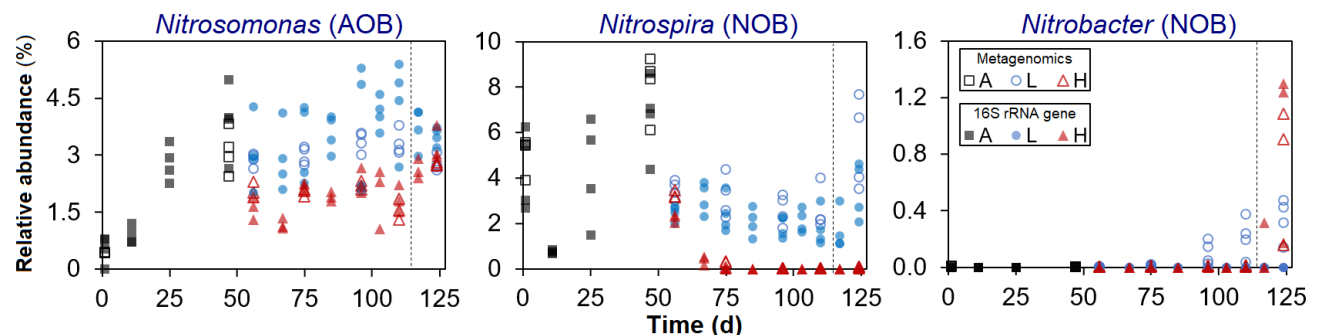 Nitrosomonas (AOB)
Nitrospira (NOB)
Nitrobacter (NOB)
Relative abundance (%)
6
4.5
3
1.5
0
0 25 50 75 100 125
10
8
6
4
2
0
0 25 50 75 100 125
1.6
1.2
0.8
0.4
0.0
0 25 50 75 100 125
Metagenomics
A L H
16S rRNA gene
A L H
Time (d)